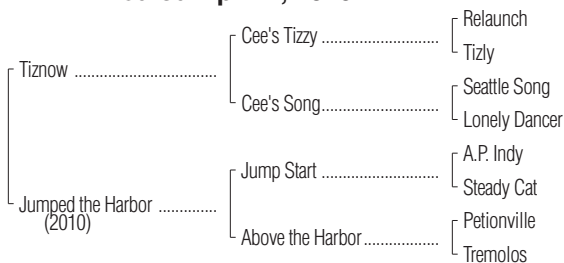 Relaunch
Cee's Tizzy ..........................
Tizly
Tiznow ................................
Seattle Song
Cee's Song..........................
Lonely Dancer
A.P. Indy
Jump Start ..........................
Steady Cat
Jumped the Harbor .............
(2010)
Petionville
Above the Harbor.................
Tremolos